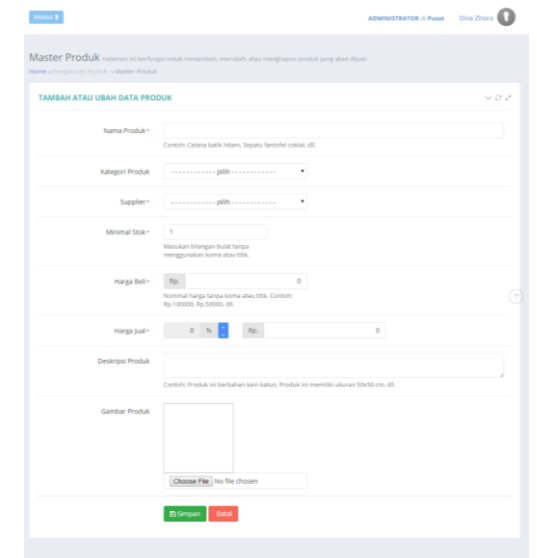 ADMINISTRATOR di Pusat Diva Zhora
Master Produk Halaman ini berfungsi untuk menambah, merubah, atau menghapus produk yang akan dijual.
Home » Pengaturan Produk » Master Produk
TAMBAH ATAU UBAH DATA PRODUK
Nama Produk*
Contoh: Celana batik hitam, Sepatu fantofel coklat, dll.
Kategori Produk
- - - - - - - - - - - - pilih - - - - - - - - - - - -
Supplier*
- - - - - - - - - - - - pilih - - - - - - - - - - - -
Minimal Stok*
1
Masukan bilangan bulat tanpa
menggunakan koma atau titik.
Harga Beli*
Rp. 0
Nominal harga tanpa koma atau titik. Contoh:
Rp.100000, Rp.50000, dll.
Harga Jual*
0 % Rp. 0
Deskripsi Produk
Contoh: Produk ini berbahan kain katun, Produk ini memiliki ukuran 50x50 cm, dll.
Gambar Produk
Choose File No file chosen
Simpan Batal